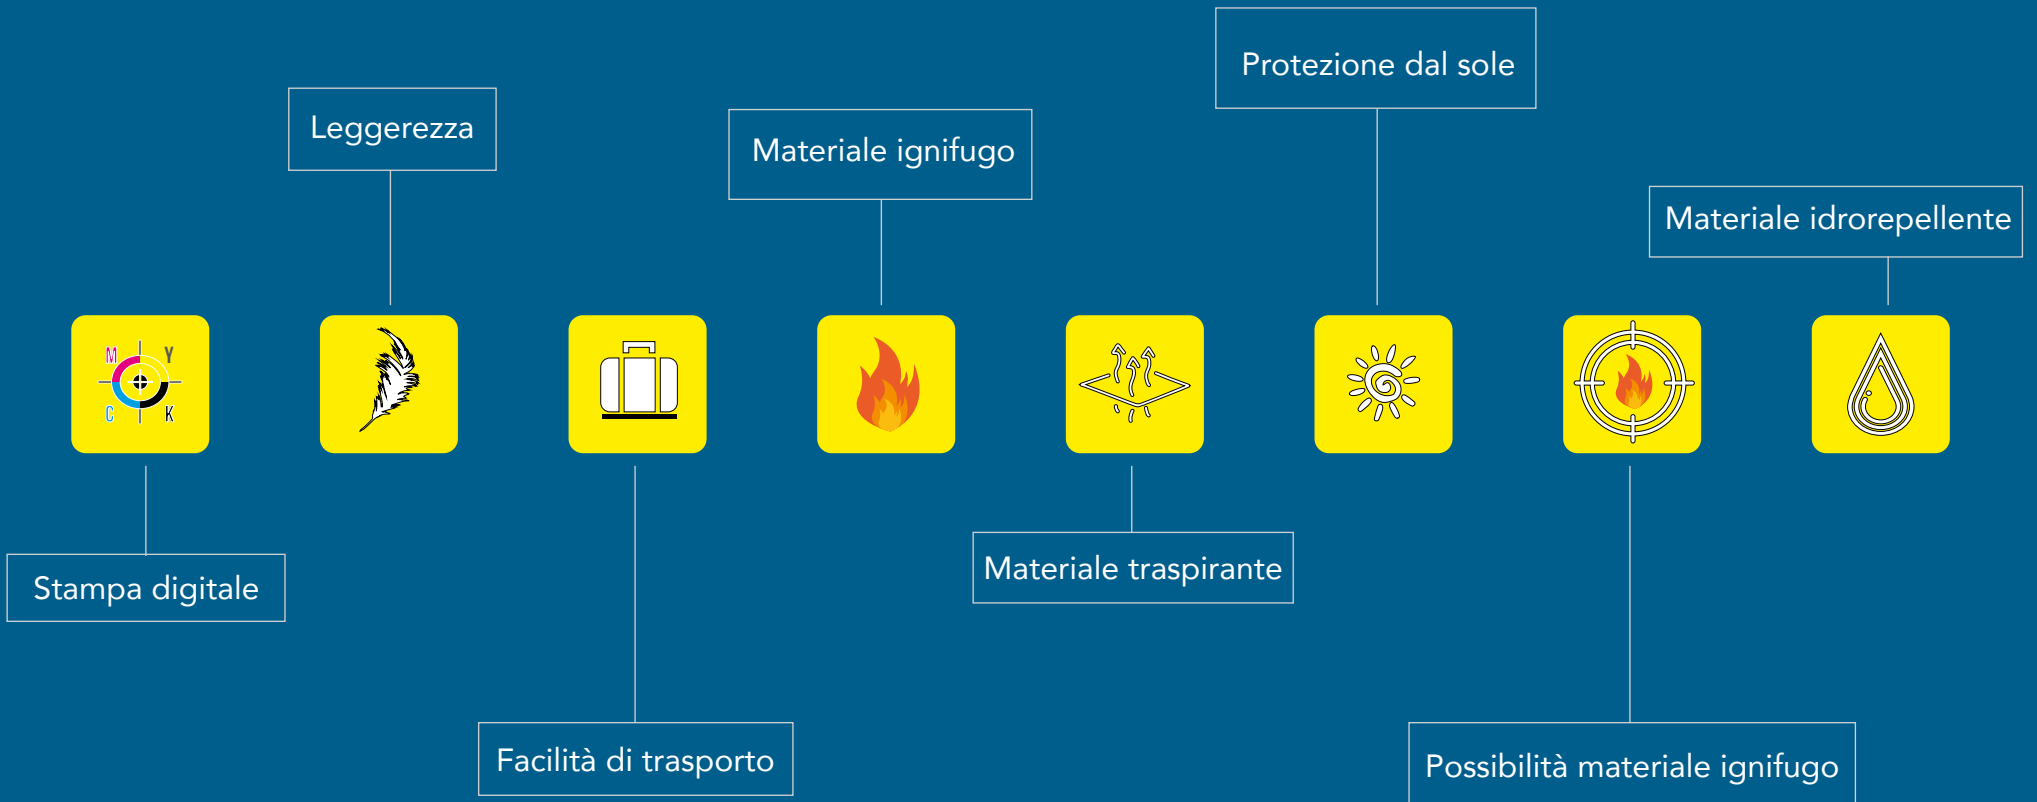 Protezione dal sole
Leggerezza
Materiale ignifugo
Materiale idrorepellente
M Y
C K
Stampa digitale
Materiale traspirante
Facilità di trasporto
Possibilità materiale ignifugo